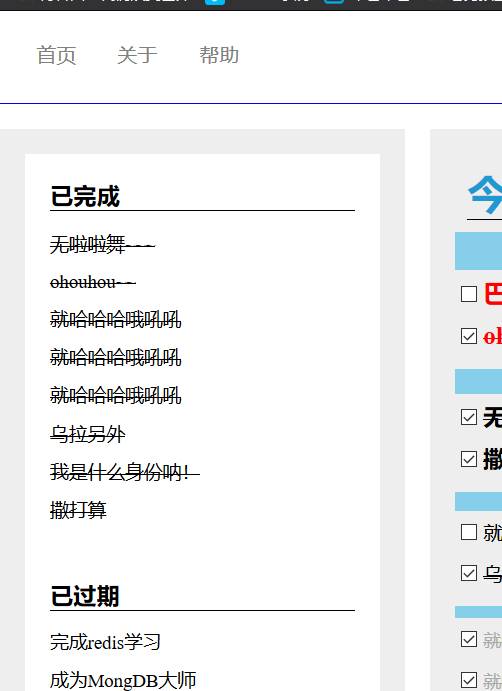 首页 关于 帮助
已完成
无啦啦舞~~~
ohouhou~~
就哈哈哈哦吼吼
就哈哈哈哦吼吼
就哈哈哈哦吼吼
乌拉另外
我是什么身份呐！
撒打算
已过期
完成redis学习
成为MongDB大师
今
巴
oh
无
撒
就
乌
就
就